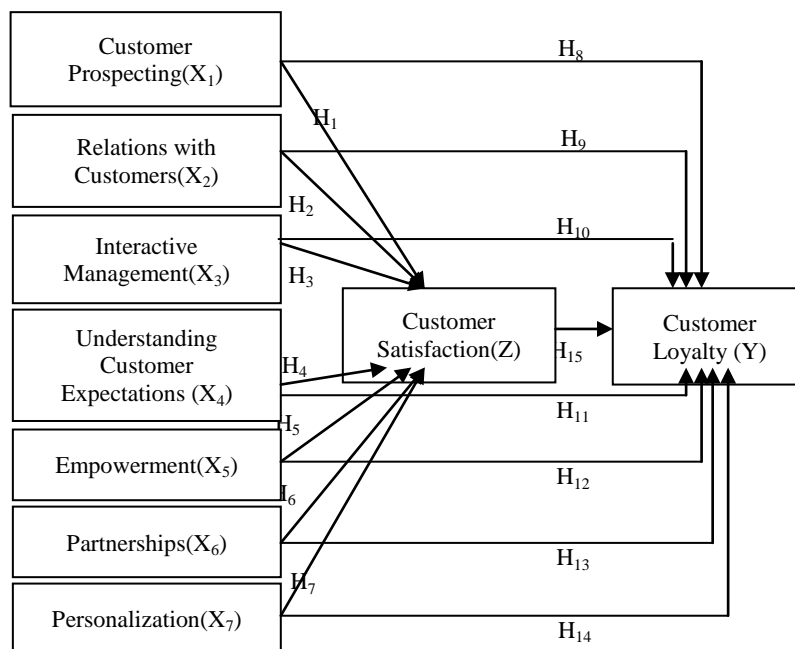 Customer
Prospecting(X₁)
H₈
H₁
Relations with
Customers(X₂)
H₉
H₂
Interactive
Management(X₃)
H₁₀
H₃
Understanding
Customer
Expectations (X₄)
H₄
Customer
Satisfaction(Z)
H₁₅
Customer
Loyalty (Y)
H₁₁
H₅
Empowerment(X₅)
H₁₂
H₆
Partnerships(X₆)
H₁₃
H₇
Personalization(X₇)
H₁₄